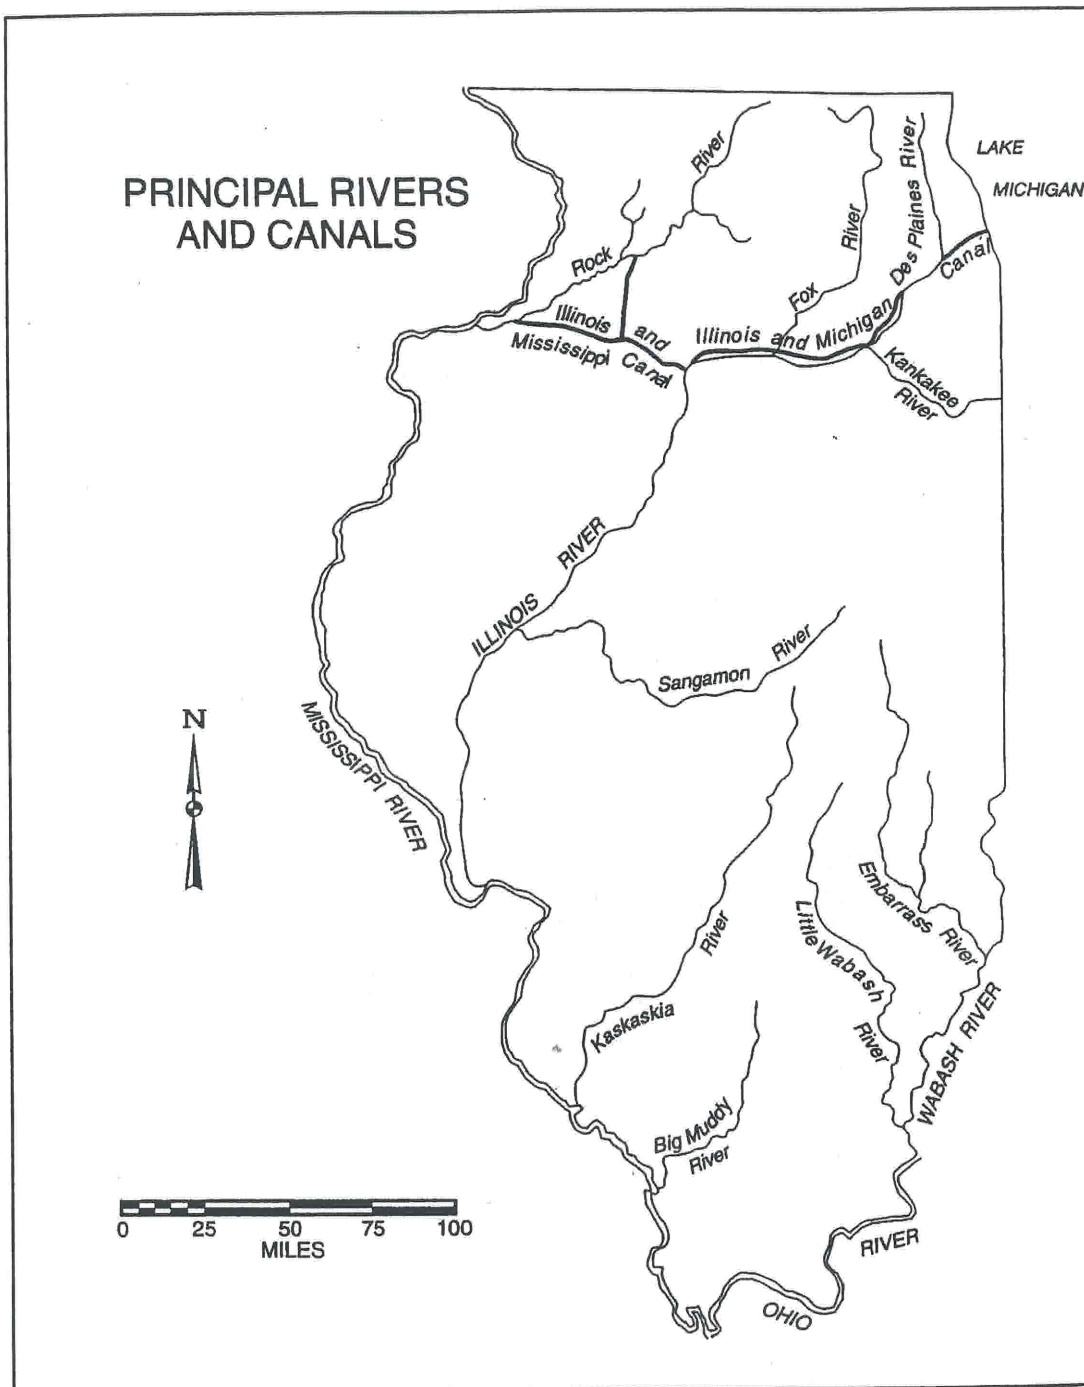 PRINCIPAL RIVERS
AND CANALS
LAKE
MICHIGAN
Rock River
Fox River
Des Plaines River
Illinois and
Mississippi Canal
Illinois and Michigan Canal
Kankakee
River
ILLINOIS RIVER
Sangamon River
N
MISSISSIPPI RIVER
Embarrass River
Little Wabash River
Kaskaskia River
WABASH RIVER
Big Muddy
River
0 25 50 75 100
MILES
OHIO RIVER